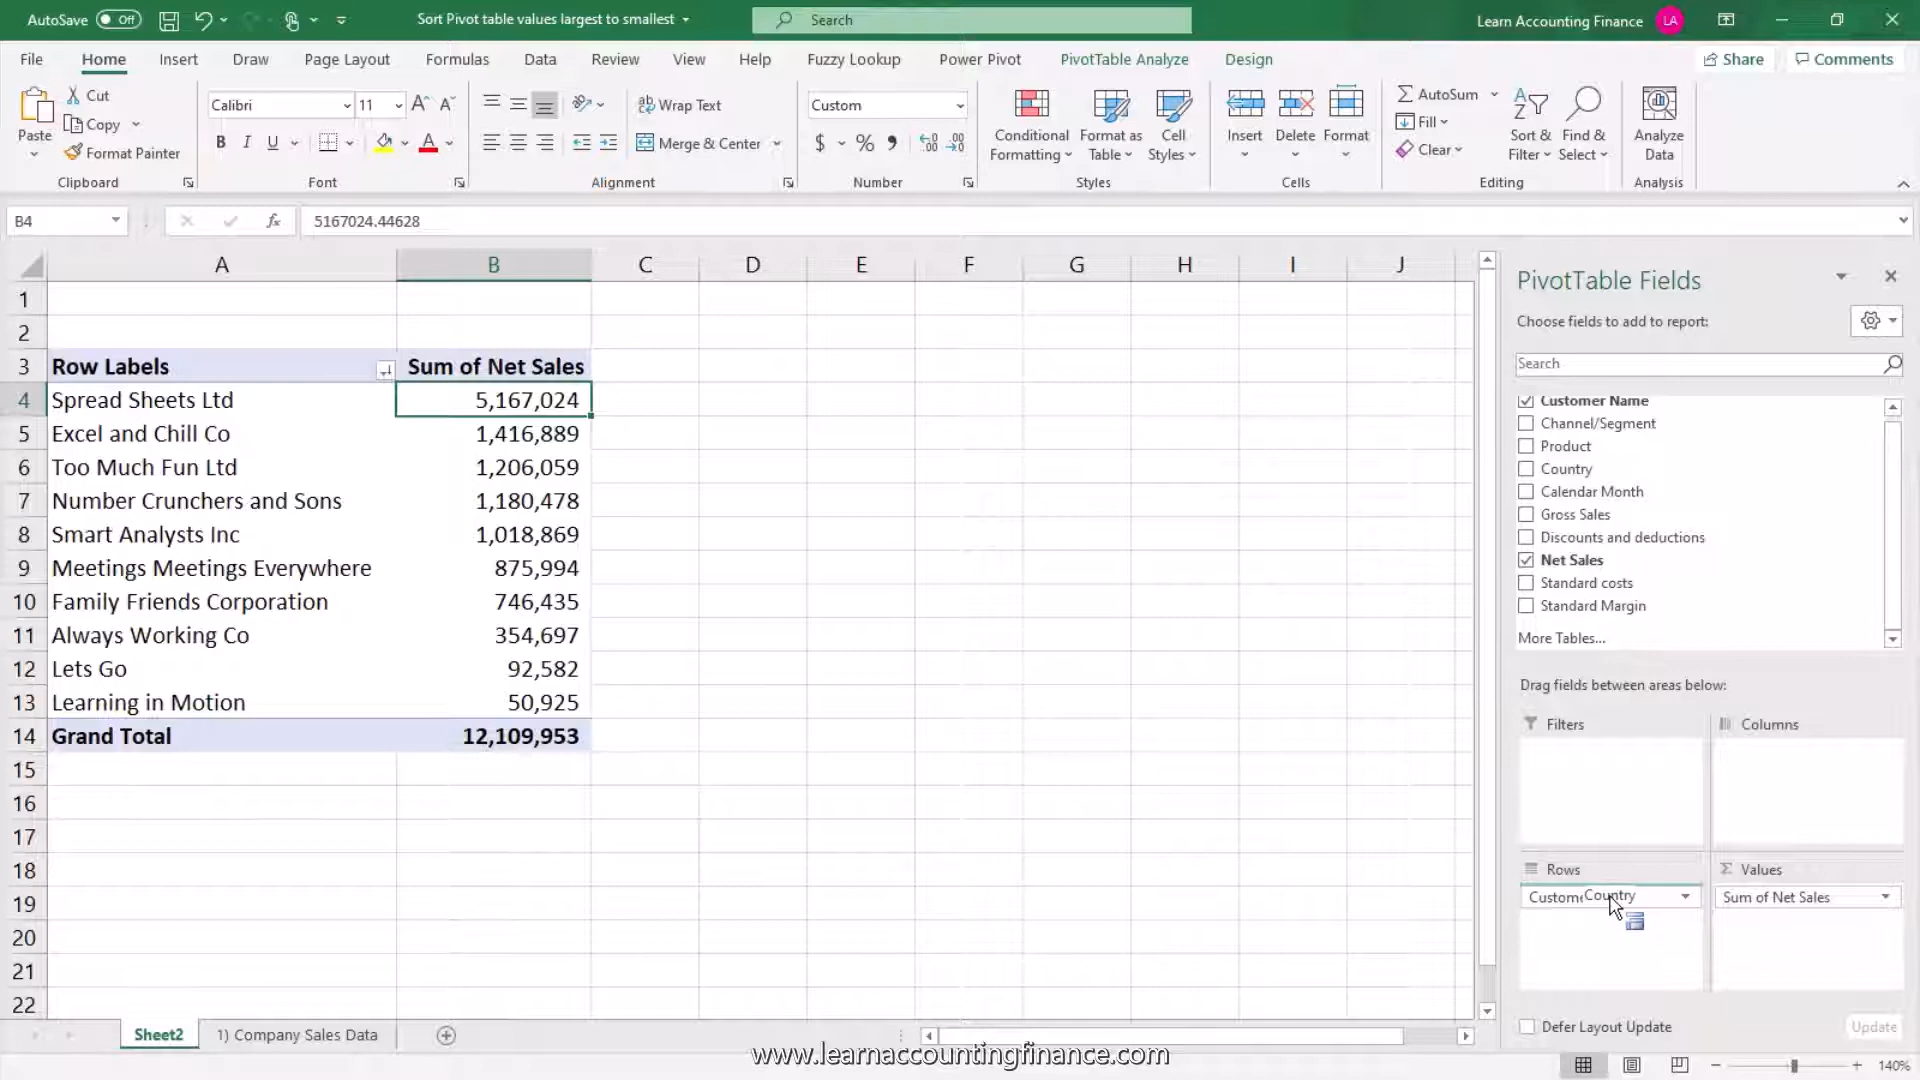 AutoSave Off Sort Pivot table values largest to smallest Search Learn Accounting Finance LA
File Home Insert Draw Page Layout Formulas Data Review View Help Fuzzy Lookup Power Pivot PivotTable Analyze Design Share Comments
Paste
Cut
Copy
Format Painter
Clipboard
Calibri 11 A A
B I U A
Font
Wrap Text
Merge & Center
Alignment
Custom
$ %
Number
Conditional Formatting
Format as Table
Cell Styles
Styles
Insert Delete Format
Cells
AutoSum
Fill
Clear
Sort & Filter
Find & Select
Editing
Analyze Data
Analysis
B4 fx 5167024.44628
A B C D E F G H I J
1
2
3 Row Labels Sum of Net Sales
4 Spread Sheets Ltd 5,167,024
5 Excel and Chill Co 1,416,889
6 Too Much Fun Ltd 1,206,059
7 Number Crunchers and Sons 1,180,478
8 Smart Analysts Inc 1,018,869
9 Meetings Meetings Everywhere 875,994
10 Family Friends Corporation 746,435
11 Always Working Co 354,697
12 Lets Go 92,582
13 Learning in Motion 50,925
14 Grand Total 12,109,953
15
16
17
18
19
20
21
22
PivotTable Fields
Choose fields to add to report:
Search
Customer Name
Channel/Segment
Product
Country
Calendar Month
Gross Sales
Discounts and deductions
Net Sales
Standard costs
Standard Margin
More Tables...
Drag fields between areas below:
Filters Columns
Rows Σ Values
Custome Country Sum of Net Sales
Defer Layout Update Update
Sheet2 1) Company Sales Data
www.learnaccountingfinance.com
140%